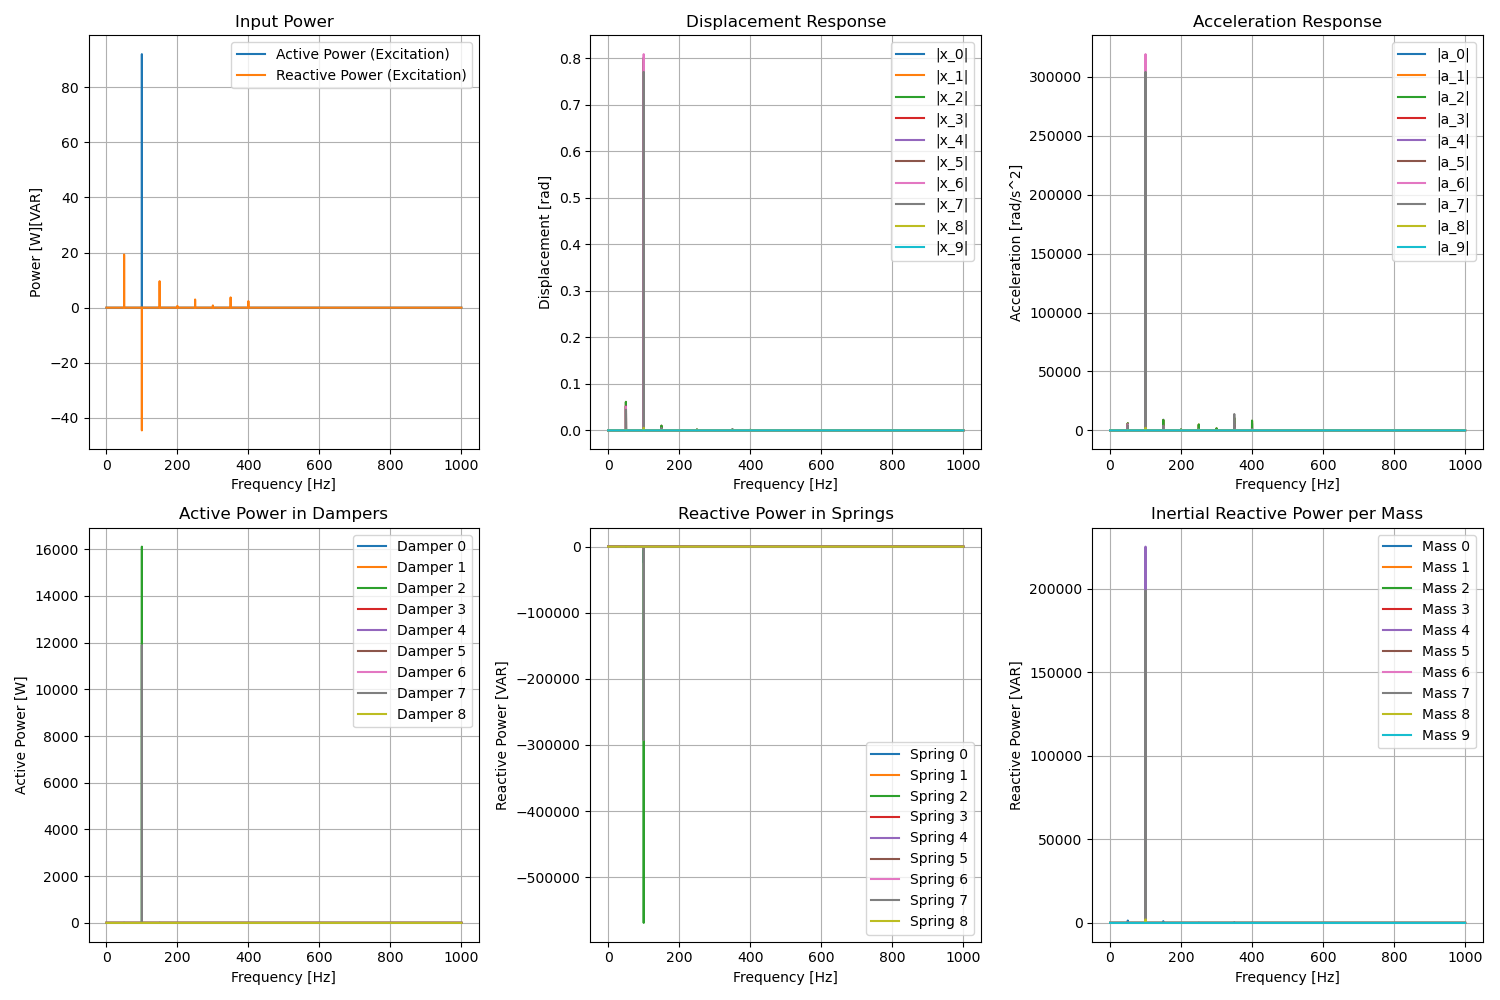 Input Power
Power [W][VAR]
80
60
40
20
0
−20
−40
0 200 400 600 800 1000
Frequency [Hz]
Active Power (Excitation)
Reactive Power (Excitation)
Displacement Response
Displacement [rad]
0.8
0.7
0.6
0.5
0.4
0.3
0.2
0.1
0.0
0 200 400 600 800 1000
Frequency [Hz]
|x_0|
|x_1|
|x_2|
|x_3|
|x_4|
|x_5|
|x_6|
|x_7|
|x_8|
|x_9|
Acceleration Response
Acceleration [rad/s^2]
300000
250000
200000
150000
100000
50000
0
0 200 400 600 800 1000
Frequency [Hz]
|a_0|
|a_1|
|a_2|
|a_3|
|a_4|
|a_5|
|a_6|
|a_7|
|a_8|
|a_9|
Active Power in Dampers
Active Power [W]
16000
14000
12000
10000
8000
6000
4000
2000
0
0 200 400 600 800 1000
Frequency [Hz]
Damper 0
Damper 1
Damper 2
Damper 3
Damper 4
Damper 5
Damper 6
Damper 7
Damper 8
Reactive Power in Springs
Reactive Power [VAR]
0
−100000
−200000
−300000
−400000
−500000
0 200 400 600 800 1000
Frequency [Hz]
Spring 0
Spring 1
Spring 2
Spring 3
Spring 4
Spring 5
Spring 6
Spring 7
Spring 8
Inertial Reactive Power per Mass
Reactive Power [VAR]
200000
150000
100000
50000
0
0 200 400 600 800 1000
Frequency [Hz]
Mass 0
Mass 1
Mass 2
Mass 3
Mass 4
Mass 5
Mass 6
Mass 7
Mass 8
Mass 9